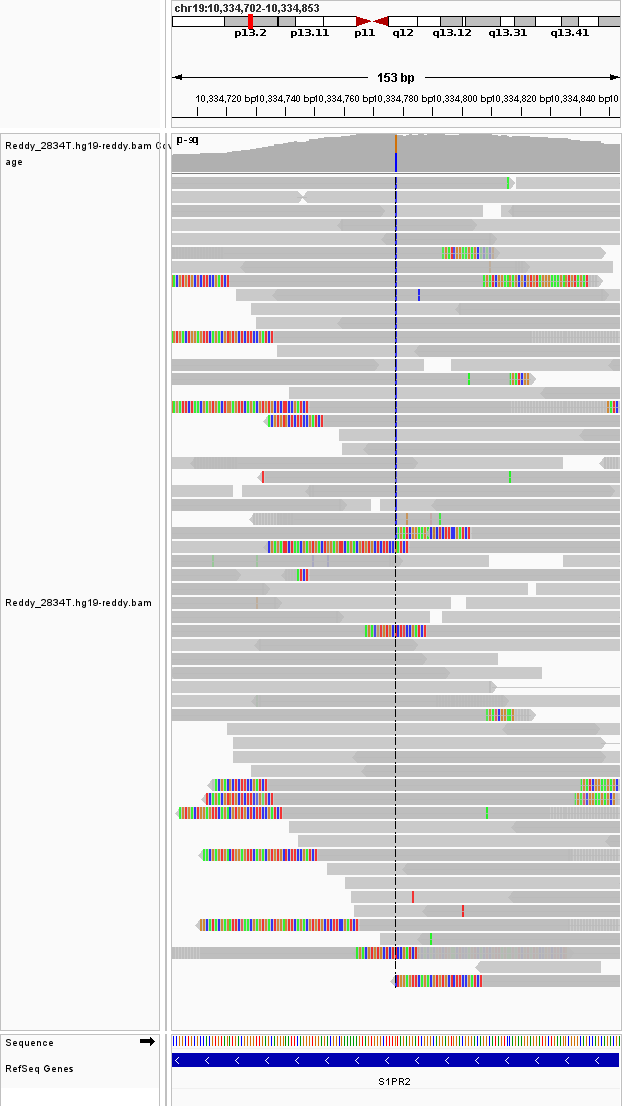 chr19:10,334,702-10,334,853
p13.2 p13.11 p11 q12 q13.12 q13.31 q13.41
153 bp
10,334,720 bp 10,334,740 bp 10,334,760 bp 10,334,780 bp 10,334,800 bp 10,334,820 bp 10,334,840 bp 10
Reddy_2834T.hg19-reddy.bam Cov
age
Reddy_2834T.hg19-reddy.bam
Sequence
RefSeq Genes
S1PR2